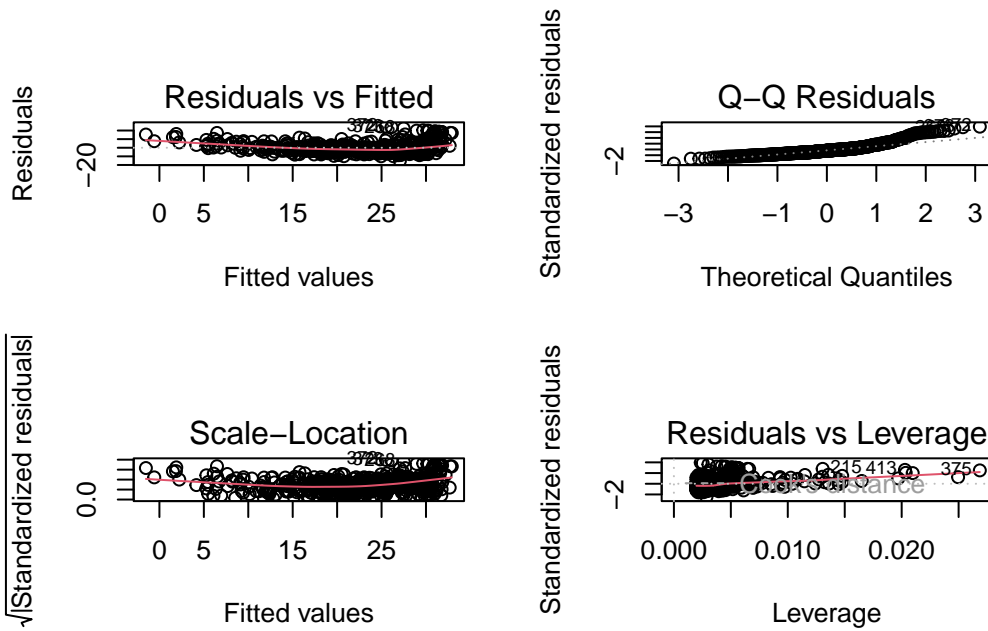 Residuals vs Fitted
Residuals
−20
0 5 15 25
Fitted values
Q−Q Residuals
Standardized residuals
−2
−3 −1 0 1 2 3
Theoretical Quantiles
Scale−Location
√|Standardized residuals|
0.0
0 5 15 25
Fitted values
Residuals vs Leverage
Standardized residuals
−2
215 413 375
Cook's distance
0.000 0.010 0.020
Leverage